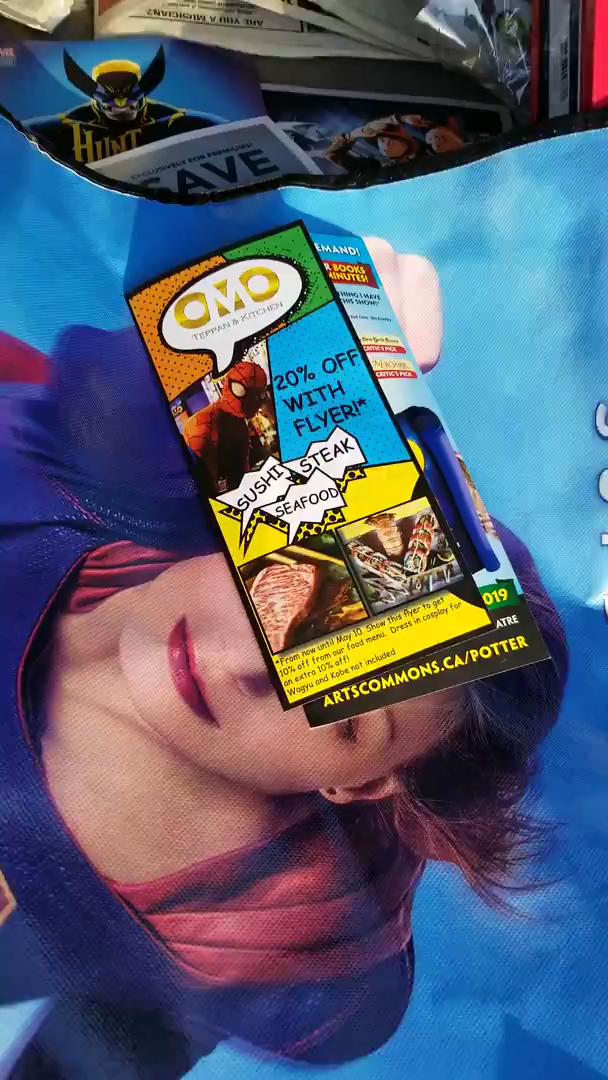 ARE YOU A MUSICIAN?
HUNT
EXCLUSIVELY FOR PREMIUMS!
SAVE
OMO
TEPPAN & KITCHEN
20% OFF
WITH
FLYER!*
SUSHI
STEAK
SEAFOOD
*From now until May 10. Show this flyer to get
10% off from our food menu. Dress in cosplay for
an extra 10% off!
Wagyu and Kobe not included
EMAND!
BOOKS
MINUTES!
THING I HAVE
THIS SHOW!"
CRITIC'S PICK
CRITIC'S PICK
019
ATRE
ARTSCOMMONS.CA/POTTER